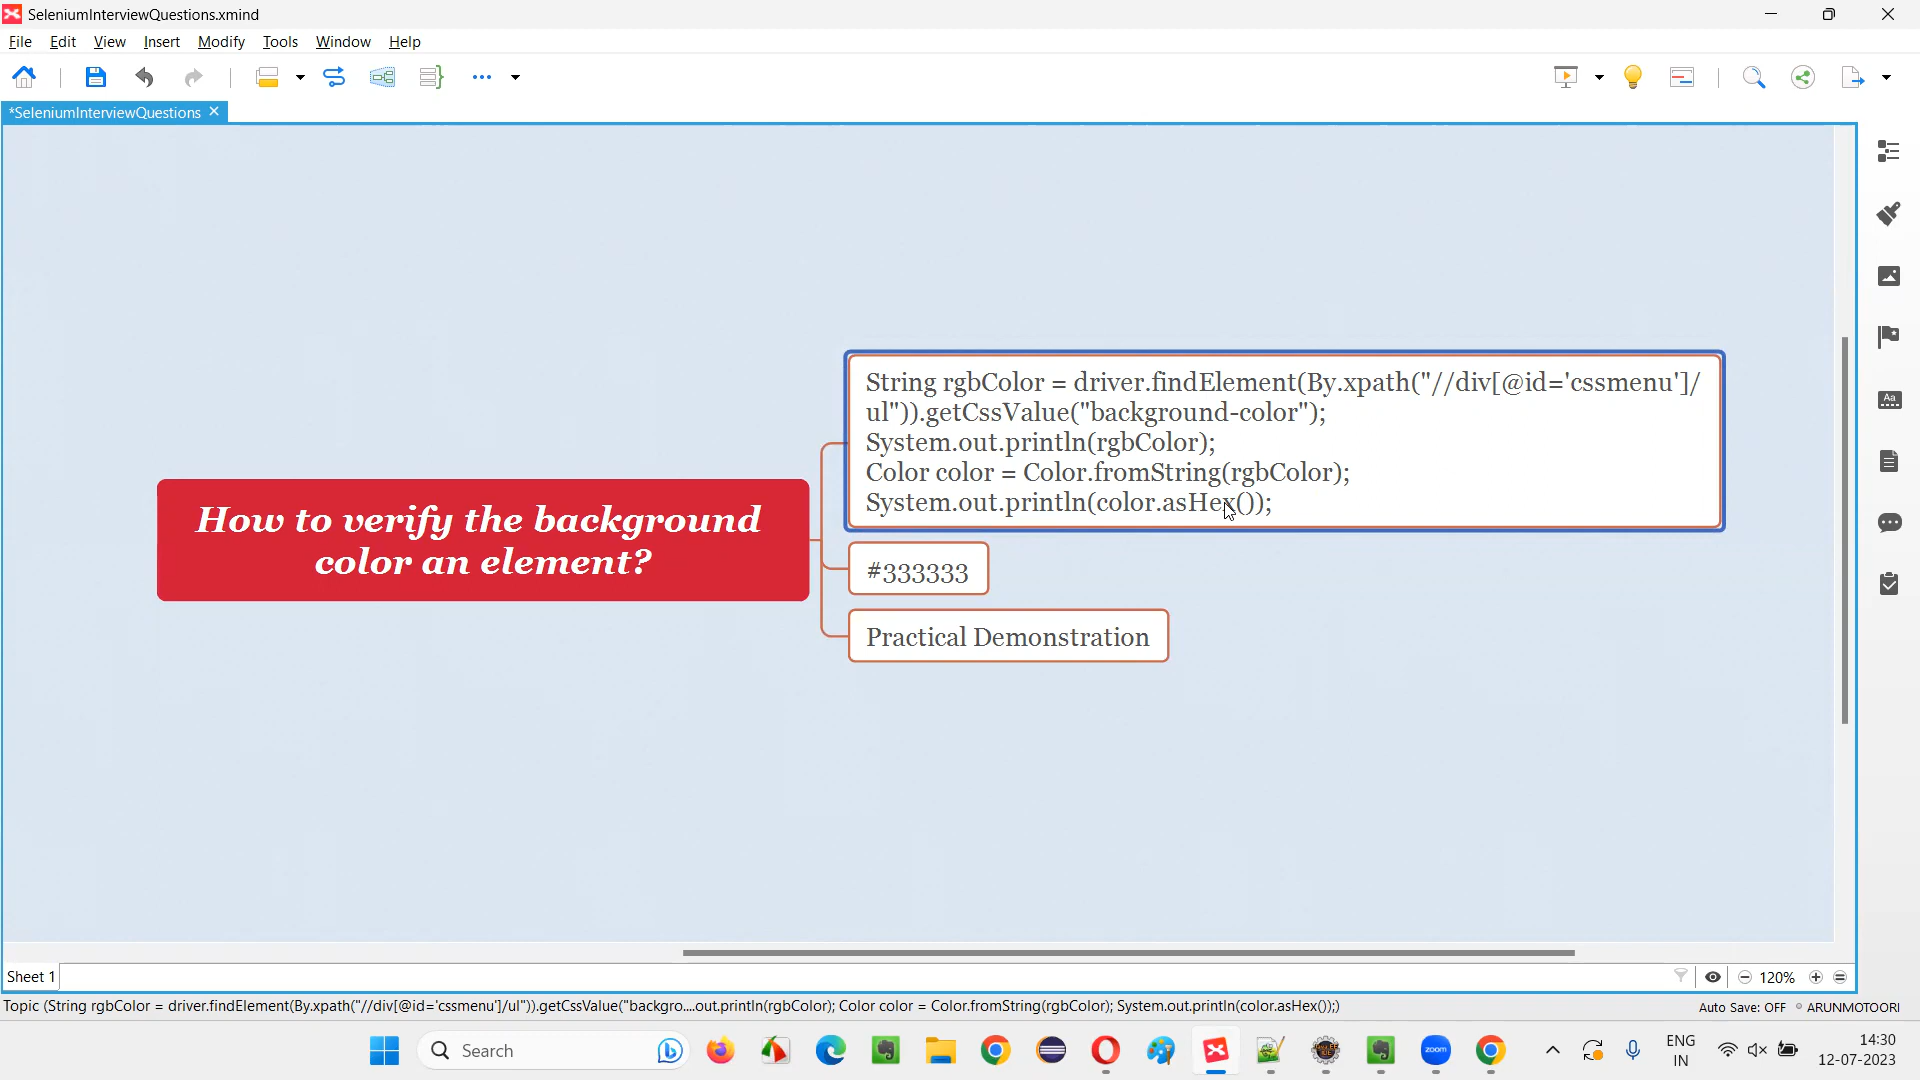 SeleniumInterviewQuestions.xmind
File Edit View Insert Modify Tools Window Help
*SeleniumInterviewQuestions
String rgbColor = driver.findElement(By.xpath("//div[@id='cssmenu']/
ul")).getCssValue("background-color");
System.out.println(rgbColor);
Color color = Color.fromString(rgbColor);
System.out.println(color.asHex());
How to verify the background
color an element?
#333333
Practical Demonstration
Aa
Sheet 1
120%
Topic (String rgbColor = driver.findElement(By.xpath("//div[@id='cssmenu']/ul")).getCssValue("backgro....out.println(rgbColor); Color color = Color.fromString(rgbColor); System.out.println(color.asHex());)
Auto Save: OFF ARUNMOTOORI
Search
zoom
ENG
IN
14:30
12-07-2023